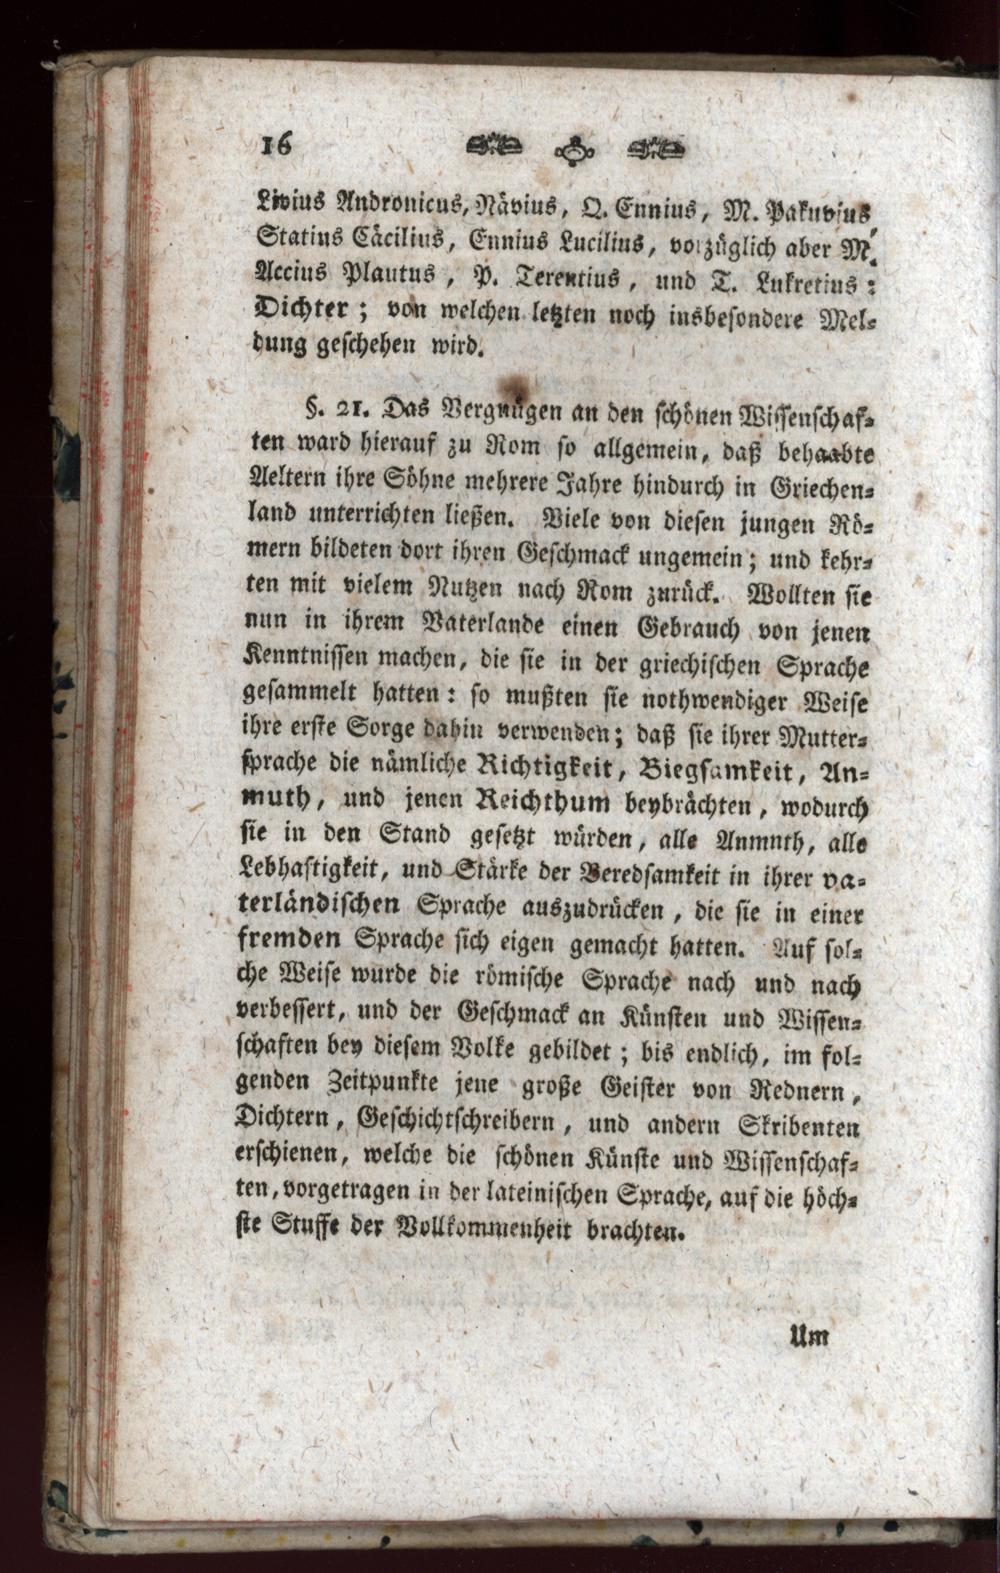 16
Livius Andronicus, Nävius, Q. Ennius, M. Pakuvius,
Statius Cäcilius, Ennius Lucilius, vorzüglich aber M.
Accius Plautus, P. Terentius, und T. Lukretius:
Dichter; von welchen letzten noch insbesondere Mel-
dung geschehen wird.
§. 21. Das Vergnügen an den schönen Wissenschaf-
ten ward hierauf zu Rom so allgemein, daß behaabte
Aeltern ihre Söhne mehrere Jahre hindurch in Griechen-
land unterrichten ließen. Viele von diesen jungen Rö-
mern bildeten dort ihren Geschmack ungemein; und kehr-
ten mit vielem Nutzen nach Rom zurück. Wollten sie
nun in ihrem Vaterlande einen Gebrauch von jenen
Kenntnissen machen, die sie in der griechischen Sprache
gesammelt hatten: so mußten sie nothwendiger Weise
ihre erste Sorge dahin verwenden; daß sie ihrer Mutter-
sprache die nämliche Richtigkeit, Biegsamkeit, An-
muth, und jenen Reichthum beybrächten, wodurch
sie in den Stand gesetzt würden, alle Anmnth, alle
Lebhaftigkeit, und Stärke der Beredsamkeit in ihrer va-
terländischen Sprache auszudrücken, die sie in einer
fremden Sprache sich eigen gemacht hatten. Auf sol-
che Weise wurde die römische Sprache nach und nach
verbessert, und der Geschmack an Künsten und Wissen-
schaften bey diesem Volke gebildet; bis endlich, im fol-
genden Zeitpunkte jene große Geister von Rednern,
Dichtern, Geschichtschreibern, und andern Skribenten
erschienen, welche die schönen Künste und Wissenschaf-
ten, vorgetragen in der lateinischen Sprache, auf die höch-
ste Stuffe der Vollkommenheit brachten.
Um